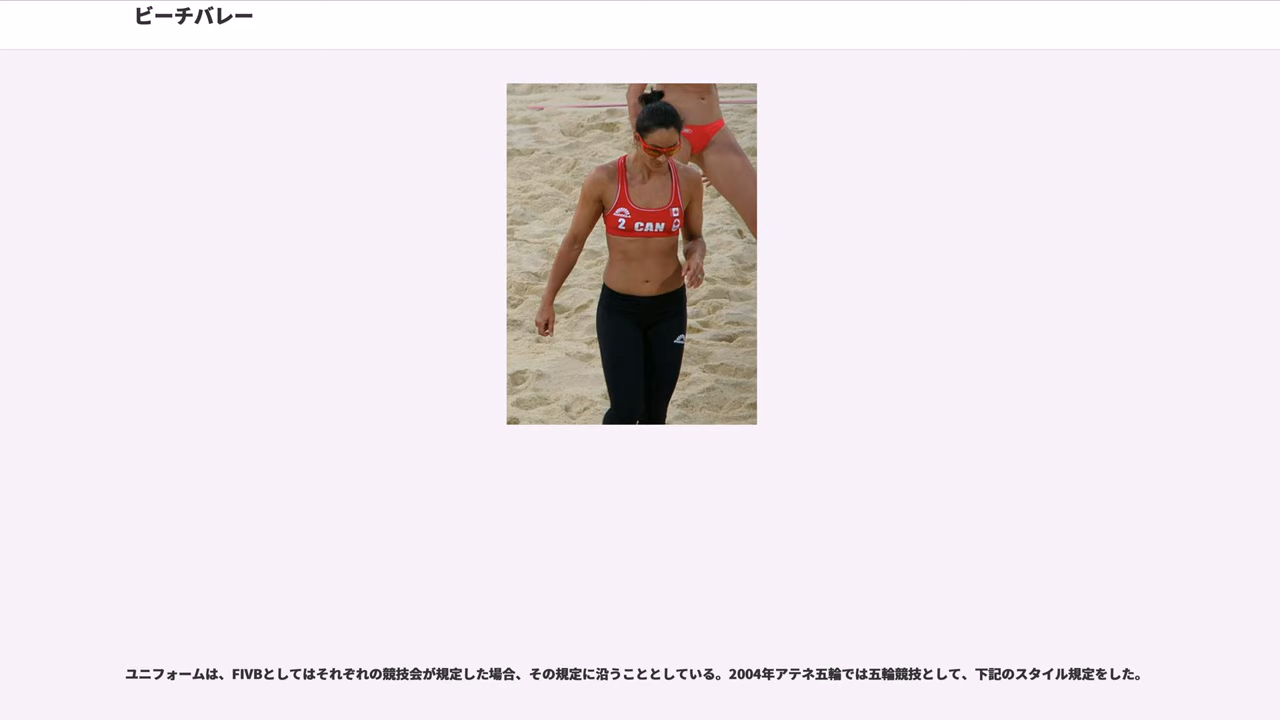 ビーチバレー
2 CAN
ユニフォームは、FIVBとしてはそれぞれの競技会が規定した場合、その規定に沿うこととしている。2004年アテネ五輪では五輪競技として、下記のスタイル規定をした。